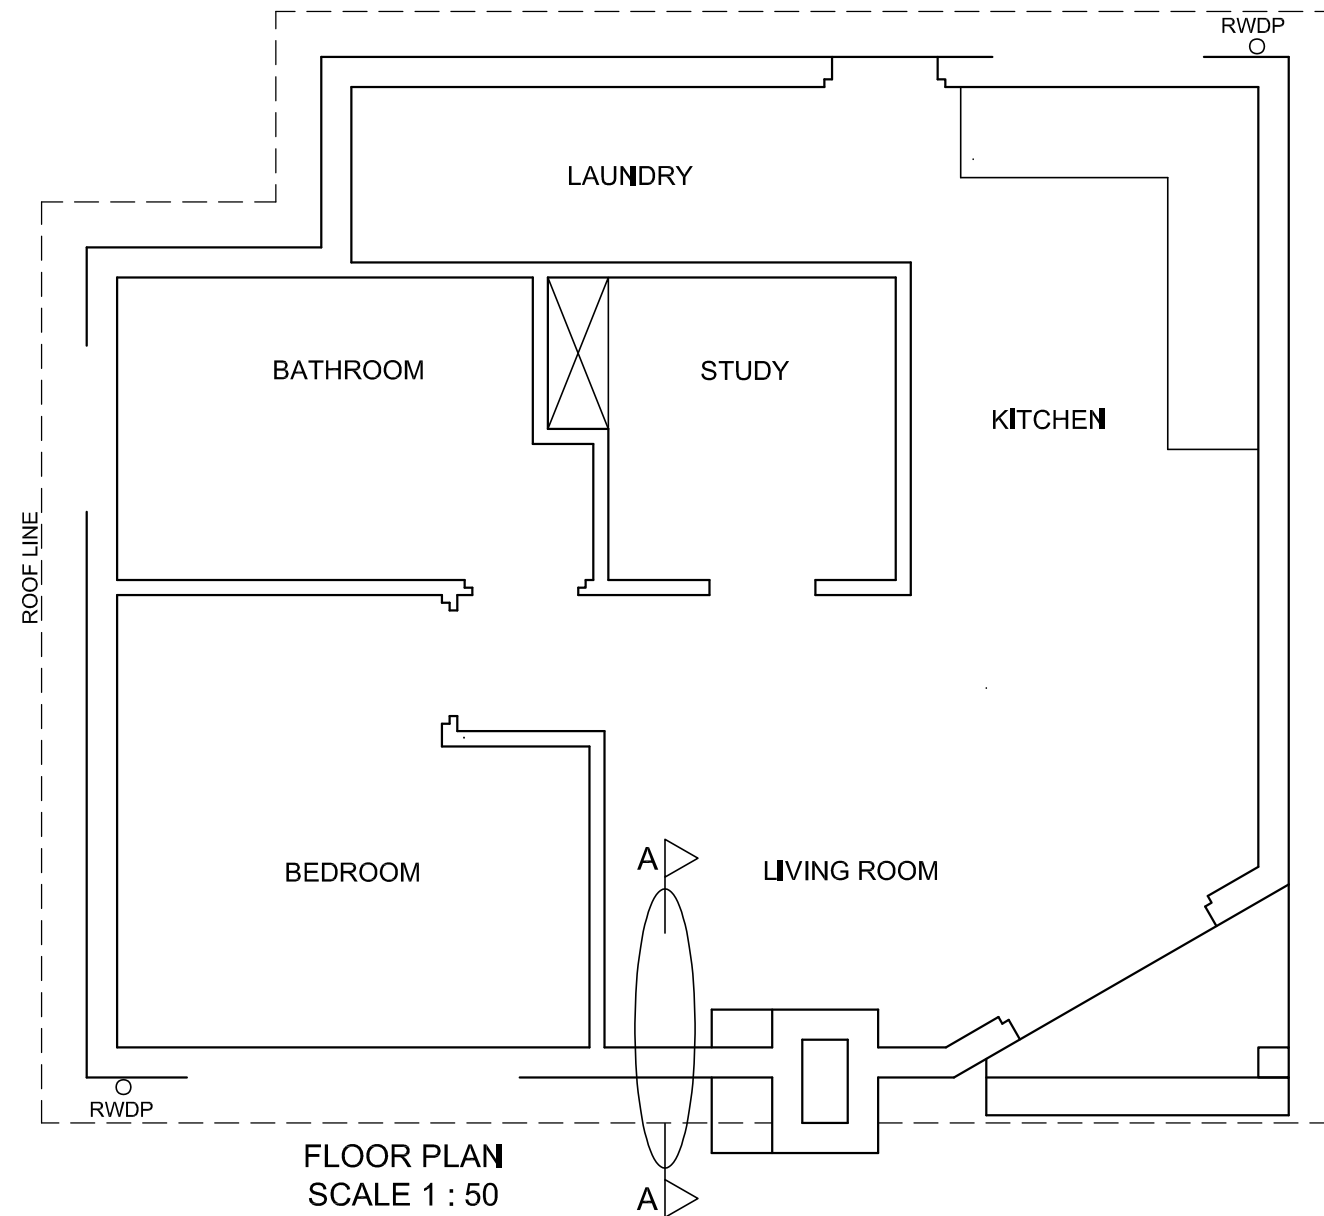 RWDP
LAUNDRY
BATHROOM
STUDY
KITCHEN
ROOF LINE
A
BEDROOM
LIVING ROOM
RWDP
FLOOR PLAN
SCALE 1 : 50
A